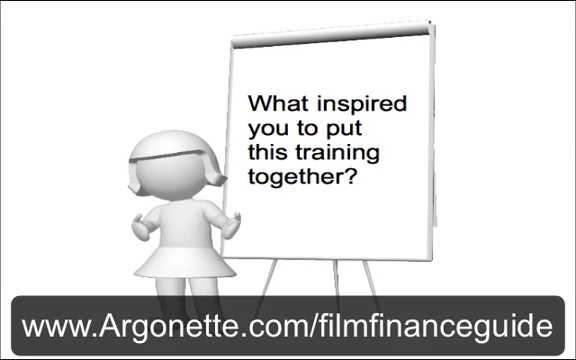 What inspired
you to put
this training
together?
www.Argonette.com/filmfinanceguide